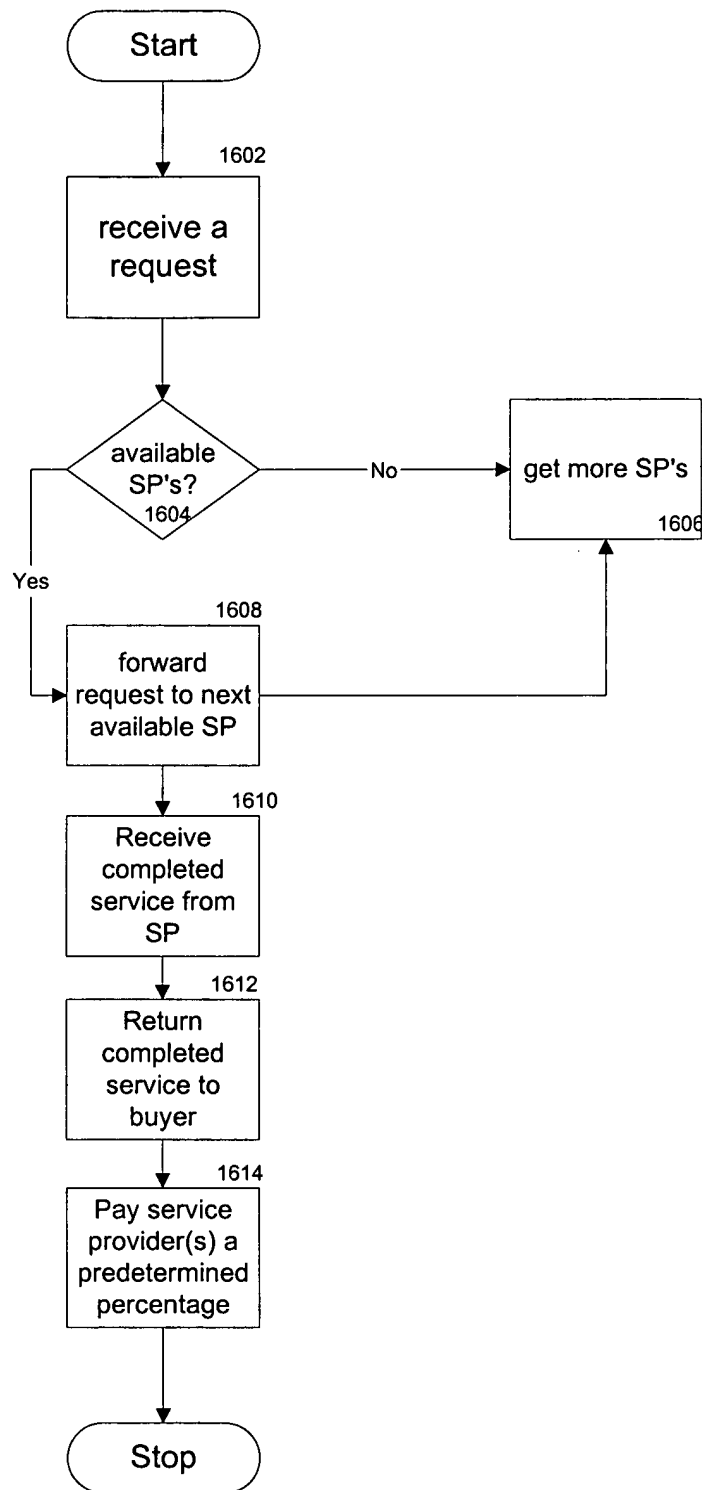 Start
1602
receive a
request
available
SP's?
1604
No
get more SP's
1606
Yes
1608
forward
request to next
available SP
1610
Receive
completed
service from
SP
1612
Return
completed
service to
buyer
1614
Pay service
provider(s) a
predetermined
percentage
Stop